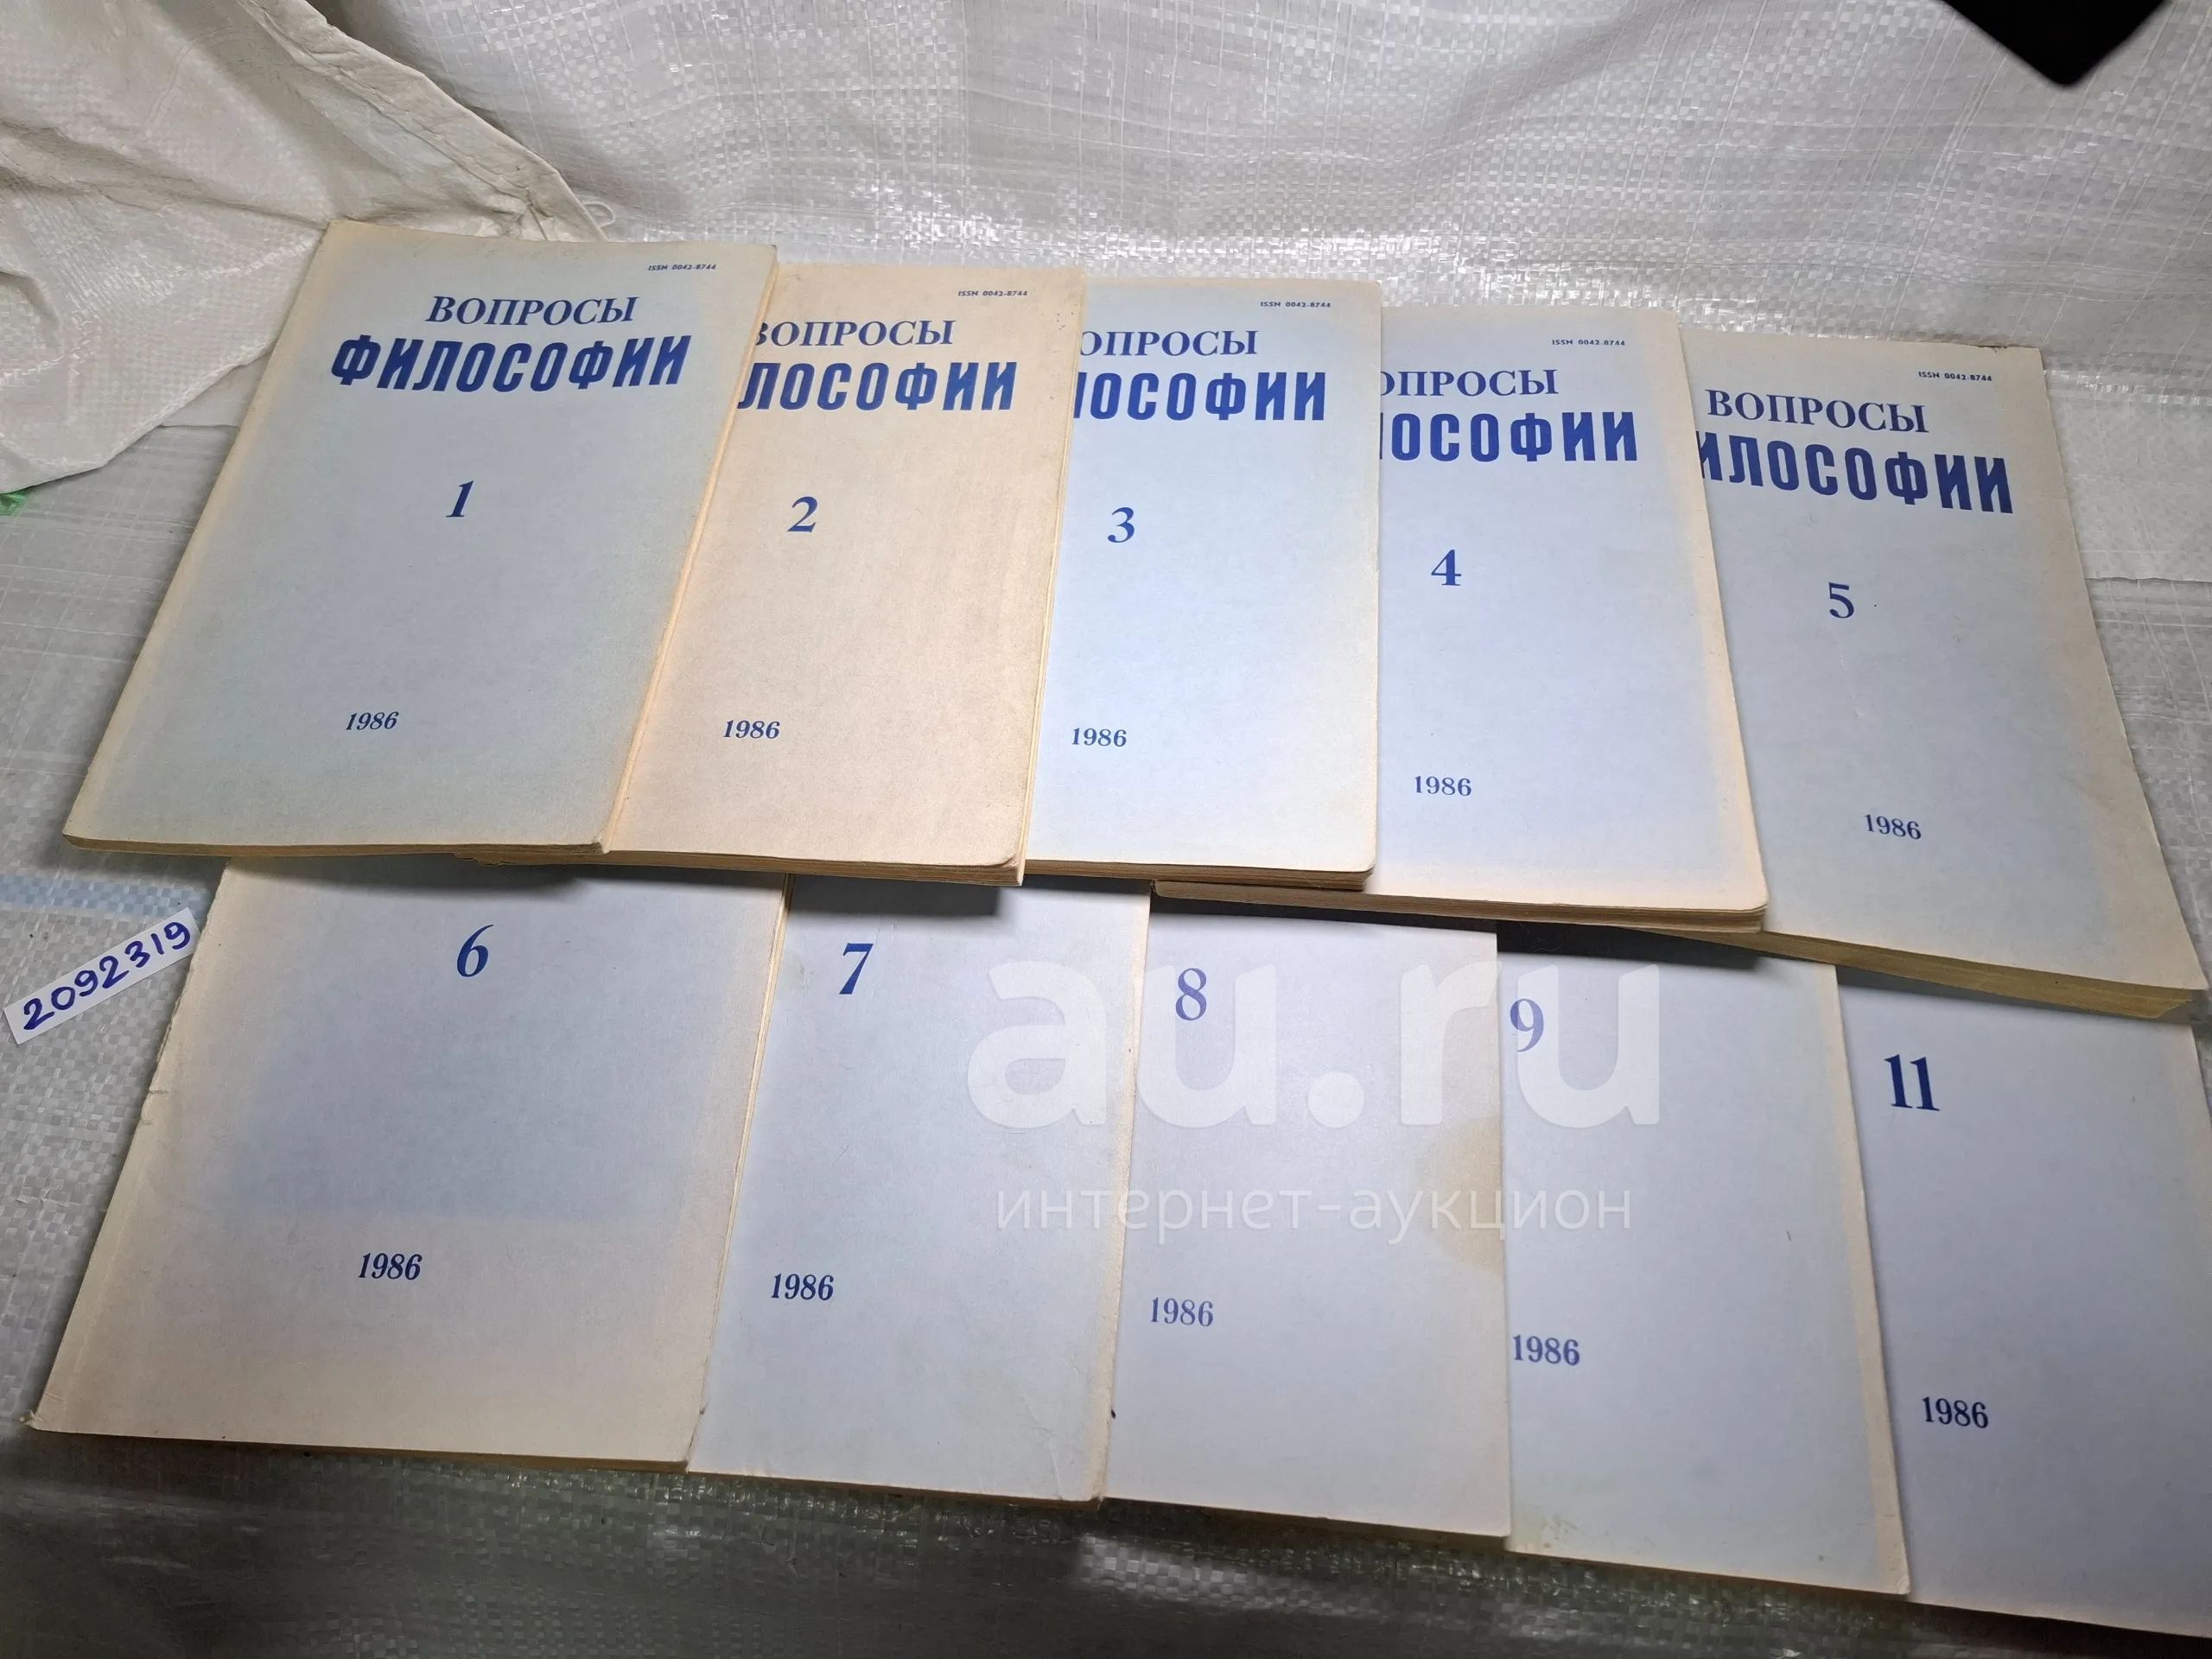 ISSN 0042-8744
ВОПРОСЫ
ФИЛОСОФИИ
1
1986
ISSN 0042-8744
ВОПРОСЫ
ЛОСОФИИ
2
1986
ISSN 0042-8744
ОПРОСЫ
ЛОСОФИИ
3
1986
ISSN 0042-8744
ОПРОСЫ
ЛОСОФИИ
4
1986
ISSN 0042-8744
ВОПРОСЫ
ИЛОСОФИИ
5
1986
2092319
6
1986
7
1986
8
1986
9
1986
11
1986
au.ru
интернет-аукцион